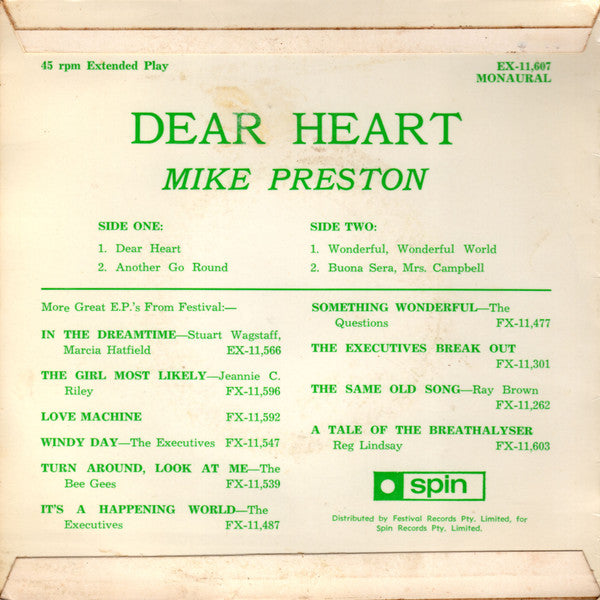 45 rpm Extended Play
EX-11,607
MONAURAL
DEAR HEART
MIKE PRESTON
SIDE ONE:
1. Dear Heart
2. Another Go Round
SIDE TWO:
1. Wonderful, Wonderful World
2. Buona Sera, Mrs. Campbell
More Great E.P.'s From Festival:—
IN THE DREAMTIME—Stuart Wagstaff,
Marcia Hatfield EX-11,566
THE GIRL MOST LIKELY—Jeannie C.
Riley FX-11,596
LOVE MACHINE FX-11,592
WINDY DAY—The Executives FX-11,547
TURN AROUND, LOOK AT ME—The
Bee Gees FX-11,539
IT'S A HAPPENING WORLD—The
Executives FX-11,487
SOMETHING WONDERFUL—The
Questions FX-11,477
THE EXECUTIVES BREAK OUT
FX-11,301
THE SAME OLD SONG—Ray Brown
FX-11,262
A TALE OF THE BREATHALYSER
Reg Lindsay FX-11,603
spin
Distributed by Festival Records Pty. Limited, for
Spin Records Pty. Limited.